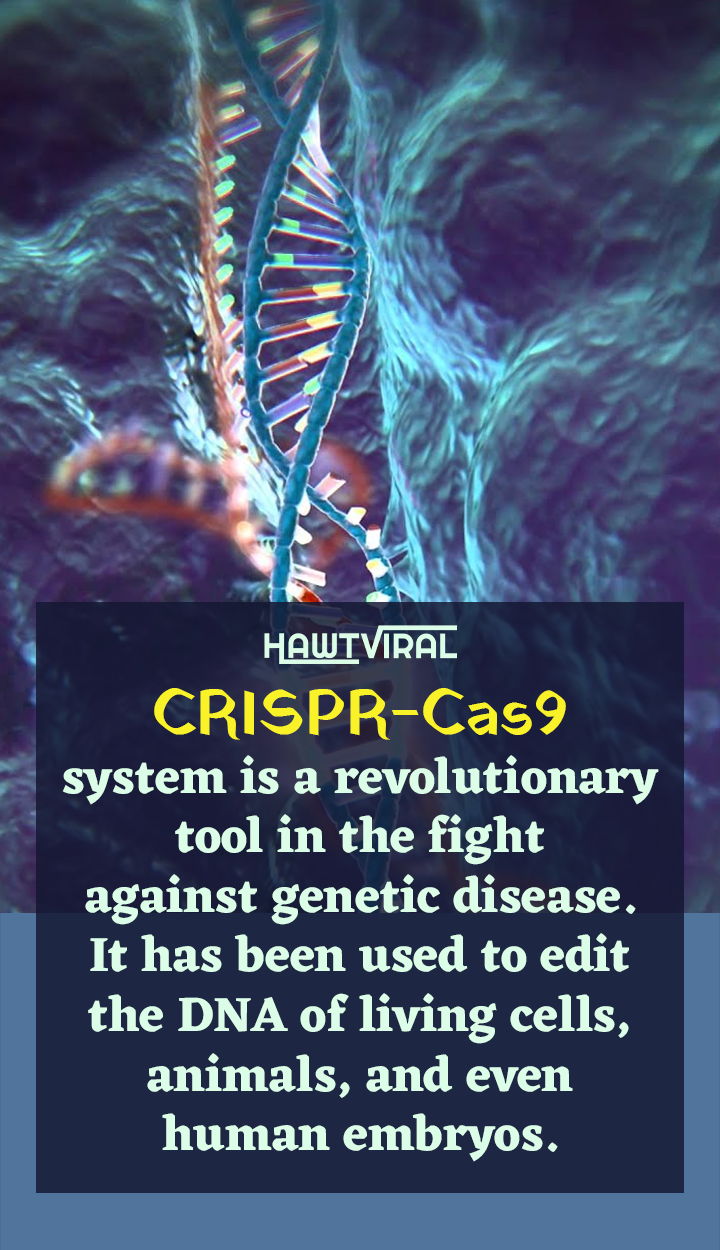 HAWTVIRAL
CRISPR-Cas9
system is a revolutionary
tool in the fight
against genetic disease.
It has been used to edit
the DNA of living cells,
animals, and even
human embryos.